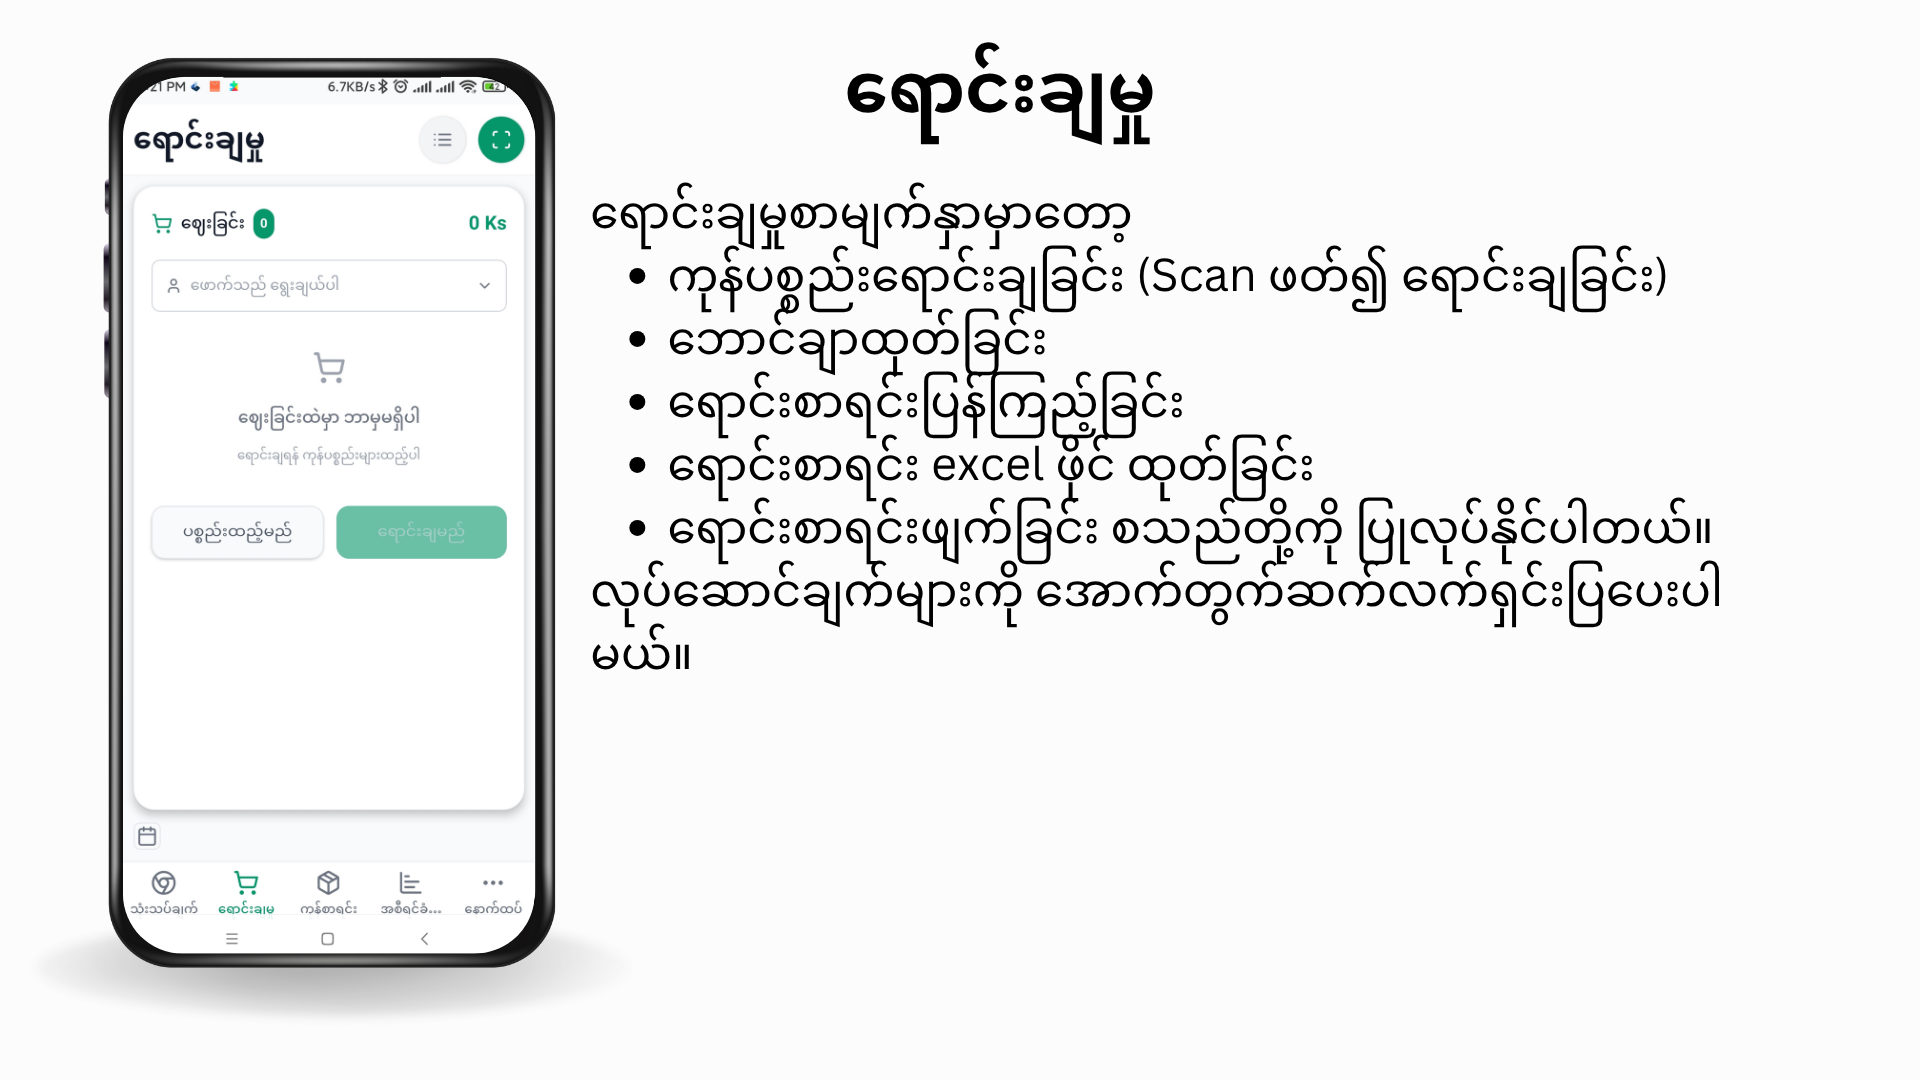 ရောင်းချမှု
ရောင်းချမှုစာမျက်နှာမှာတော့
• ကုန်ပစ္စည်းရောင်းချခြင်း (Scan ဖတ်၍ ရောင်းချခြင်း)
• ဘောင်ချာထုတ်ခြင်း
• ရောင်းစာရင်းပြန်ကြည့်ခြင်း
• ရောင်းစာရင်း excel ဖိုင် ထုတ်ခြင်း
• ရောင်းစာရင်းဖျက်ခြင်း စသည်တို့ကို ပြုလုပ်နိုင်ပါတယ်။
လုပ်ဆောင်ချက်များကို အောက်တွက်ဆက်လက်ရှင်းပြပေးပါ
မယ်။
21 PM 6.7KB/s
ရောင်းချမှု
ဈေးခြင်း 0 0 Ks
ဖောက်သည် ရွေးချယ်ပါ
ဈေးခြင်းထဲမှာ ဘာမှမရှိပါ
ရောင်းချရန် ကုန်ပစ္စည်းများထည့်ပါ
ပစ္စည်းထည့်မည် ရောင်းချမည်
သုံးသပ်ချက် ရောင်းချမှု ကုန်စာရင်း အစီရင်ခံ... နောက်ထပ်